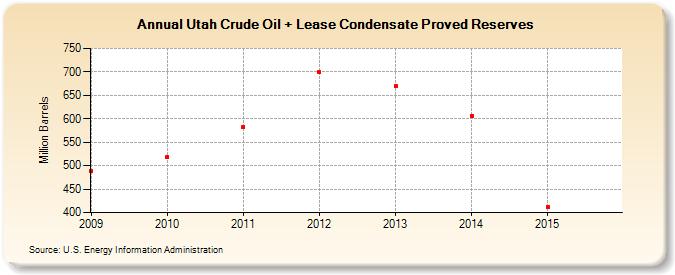 Annual Utah Crude Oil + Lease Condensate Proved Reserves
Million Barrels
750
700
650
600
550
500
450
400
2009 2010 2011 2012 2013 2014 2015
Source: U.S. Energy Information Administration